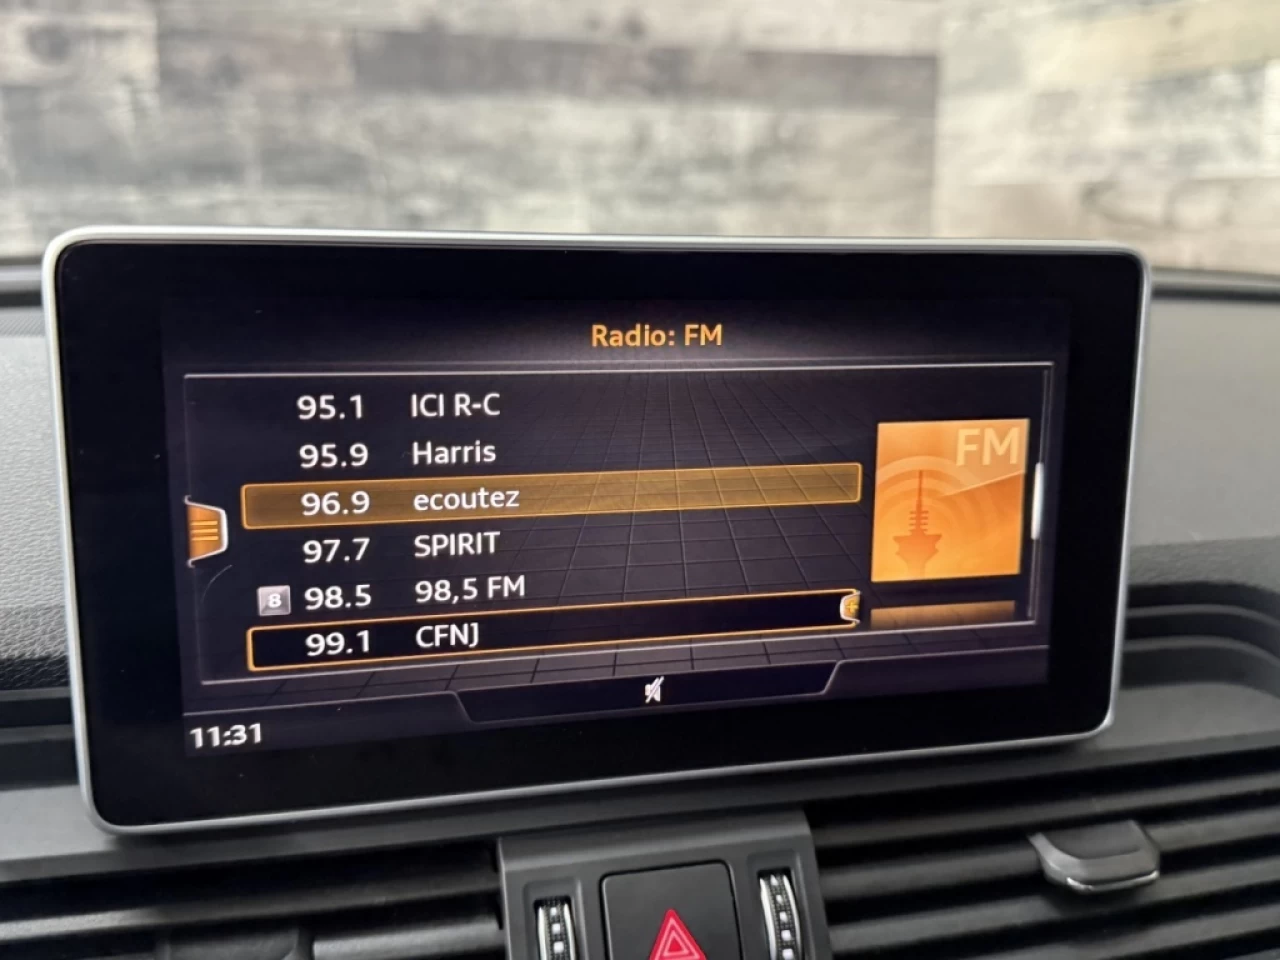 Radio: FM
95.1 ICI R-C
95.9 Harris
FM
96.9 ecoutez
97.7 SPIRIT
8 98.5 98,5 FM
99.1 CFNJ
11:31